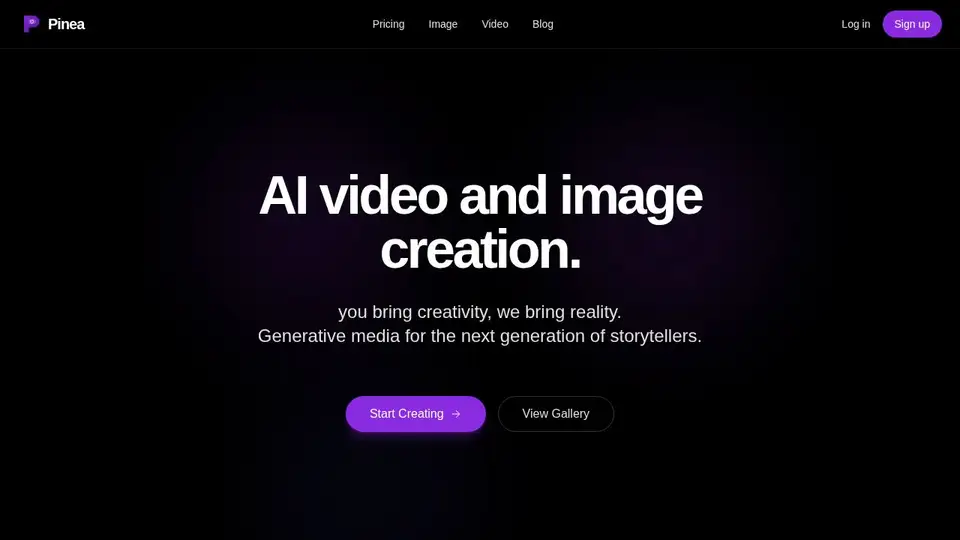 Pinea
Pricing
Image
Video
Blog
Log in
Sign up
AI video and image
creation.
you bring creativity, we bring reality.
Generative media for the next generation of storytellers.
Start Creating →
View Gallery